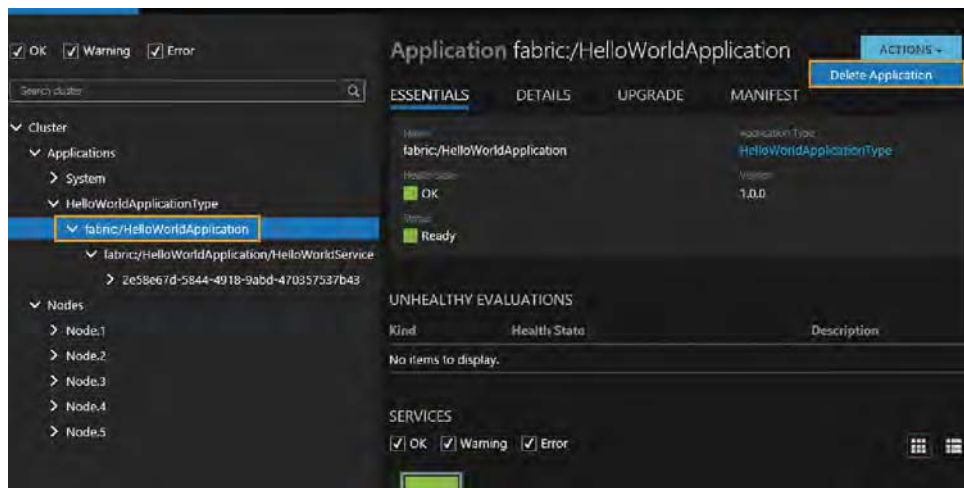 OK Warning Error
Search cluster
Cluster
Applications
System
HelloWorldApplicationType
fabric:/HelloWorldApplication
fabric:/HelloWorldApplication/HelloWorldService
2e58e67d-5844-4918-9abd-470357537b43
Nodes
Node.1
Node.2
Node.3
Node.4
Node.5
Application fabric:/HelloWorldApplication
ACTIONS
Delete Application
ESSENTIALS DETAILS UPGRADE MANIFEST
Name
fabric:/HelloWorldApplication
Application Type
HelloWorldApplicationType
Health State
OK
Version
1.0.0
Status
Ready
UNHEALTHY EVALUATIONS
Kind Health State Description
No items to display.
SERVICES
OK Warning Error